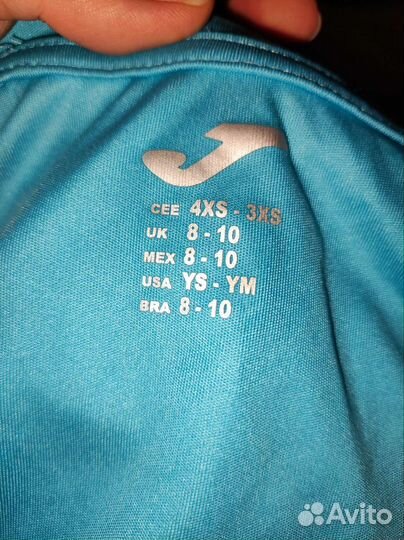 CEE 4XS - 3XS
UK 8 - 10
MEX 8 - 10
USA YS - YM
BRA 8 - 10
Avito